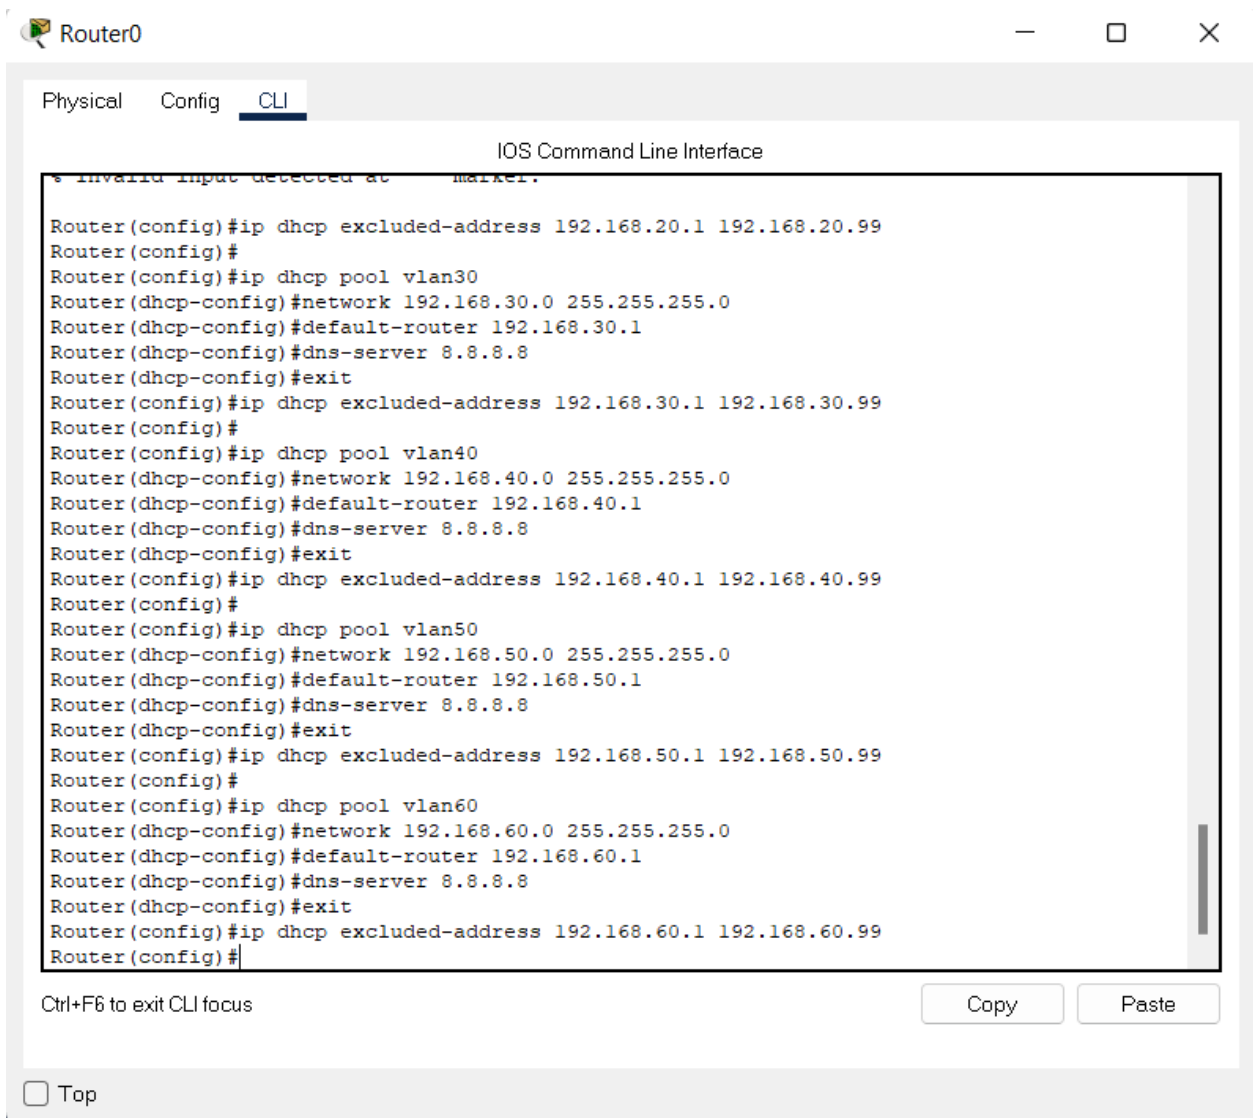 Router0
Physical Config CLI
IOS Command Line Interface
% Invalid input detected at marker.
Router(config)#ip dhcp excluded-address 192.168.20.1 192.168.20.99
Router(config)#
Router(config)#ip dhcp pool vlan30
Router(dhcp-config)#network 192.168.30.0 255.255.255.0
Router(dhcp-config)#default-router 192.168.30.1
Router(dhcp-config)#dns-server 8.8.8.8
Router(dhcp-config)#exit
Router(config)#ip dhcp excluded-address 192.168.30.1 192.168.30.99
Router(config)#
Router(config)#ip dhcp pool vlan40
Router(dhcp-config)#network 192.168.40.0 255.255.255.0
Router(dhcp-config)#default-router 192.168.40.1
Router(dhcp-config)#dns-server 8.8.8.8
Router(dhcp-config)#exit
Router(config)#ip dhcp excluded-address 192.168.40.1 192.168.40.99
Router(config)#
Router(config)#ip dhcp pool vlan50
Router(dhcp-config)#network 192.168.50.0 255.255.255.0
Router(dhcp-config)#default-router 192.168.50.1
Router(dhcp-config)#dns-server 8.8.8.8
Router(dhcp-config)#exit
Router(config)#ip dhcp excluded-address 192.168.50.1 192.168.50.99
Router(config)#
Router(config)#ip dhcp pool vlan60
Router(dhcp-config)#network 192.168.60.0 255.255.255.0
Router(dhcp-config)#default-router 192.168.60.1
Router(dhcp-config)#dns-server 8.8.8.8
Router(dhcp-config)#exit
Router(config)#ip dhcp excluded-address 192.168.60.1 192.168.60.99
Router(config)#
Ctrl+F6 to exit CLI focus
Copy Paste
Top